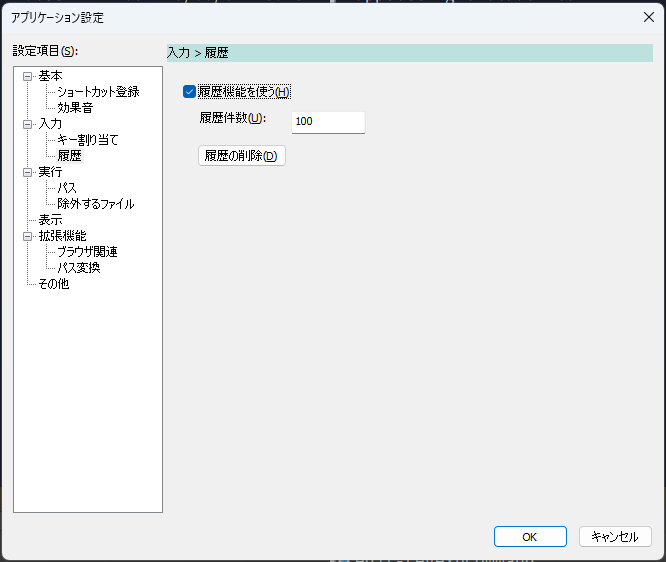 アプリケーション設定
設定項目(S):
入力 > 履歴
基本
ショートカット登録
効果音
入力
キー割り当て
履歴
実行
パス
除外するファイル
表示
拡張機能
ブラウザ関連
パス変換
その他
履歴機能を使う(H)
履歴件数(U): 100
履歴の削除(D)
OK キャンセル